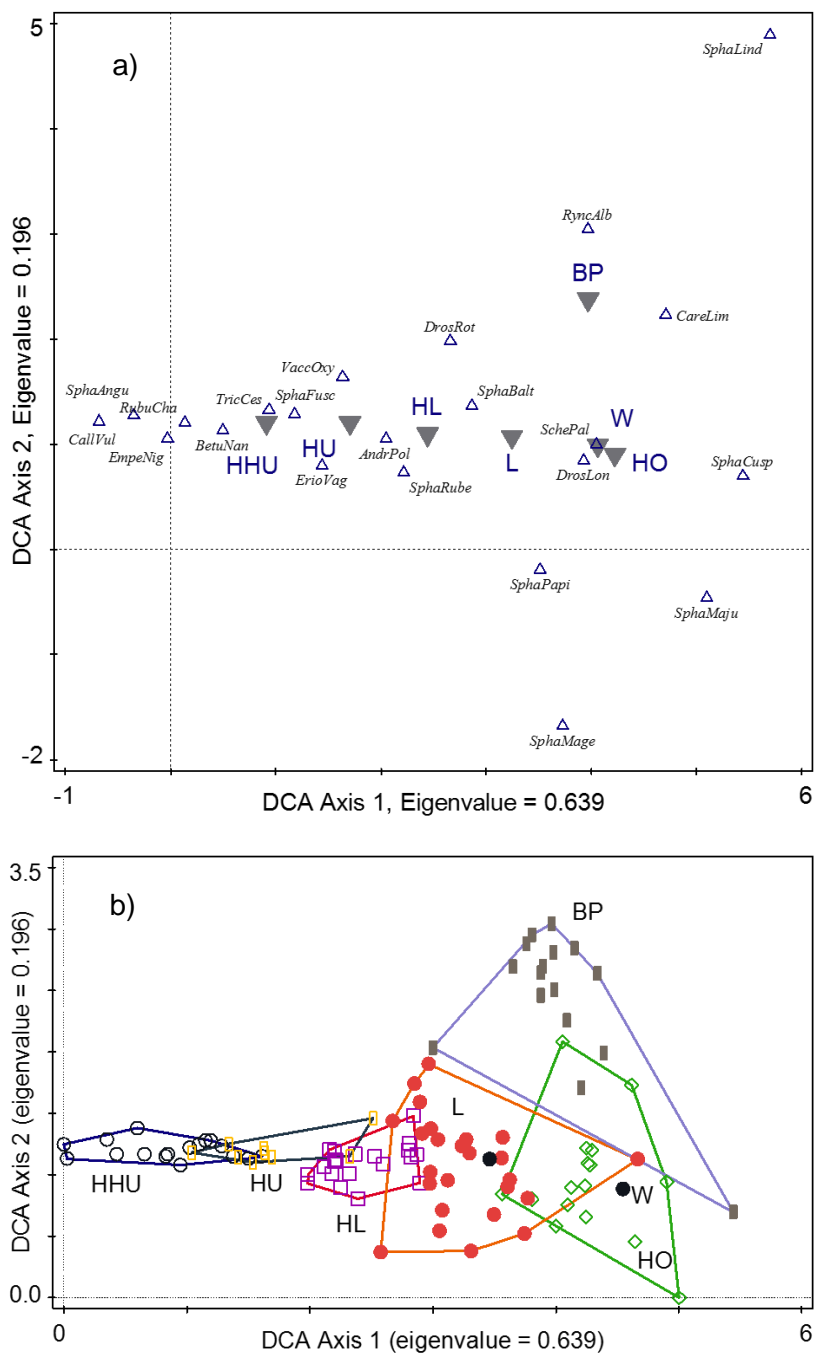 5
a)
SphaLind
RyncAlb
BP
CareLim
DrosRot
VaccOxy
SphaAngu
RubuCha
TricCes
SphaFusc
HL
SphaBalt
W
CallVul
EmpeNig
BetuNan
HHU
HU
ErioVag
AndrPol
SphaRube
L
SchePal
DrosLon
HO
SphaCusp
SphaPapi
SphaMaju
SphaMage
DCA Axis 2, Eigenvalue = 0.196
-2
-1
DCA Axis 1, Eigenvalue = 0.639
6
3.5
b)
BP
L
HHU
HU
HL
W
HO
DCA Axis 2 (eigenvalue = 0.196)
0.0
0
DCA Axis 1 (eigenvalue = 0.639)
6